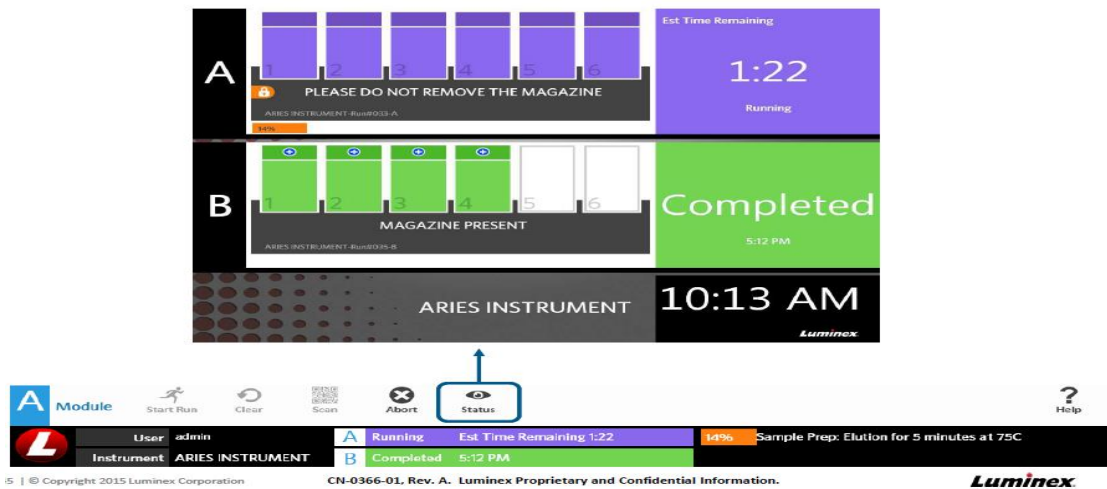 Est Time Remaining
A
1 2 3 4 5 6
1:22
PLEASE DO NOT REMOVE THE MAGAZINE
Running
ARIES INSTRUMENT-Run#033-A
14%
B
1 2 3 4 5 6
Completed
MAGAZINE PRESENT
5:12 PM
ARIES INSTRUMENT-Run#035-B
ARIES INSTRUMENT
10:13 AM
Luminex
A Module Start Run Clear Scan Abort Status ? Help
L User admin A Running Est Time Remaining 1:22 14% Sample Prep: Elution for 5 minutes at 75C
Instrument ARIES INSTRUMENT B Completed 5:12 PM
5 | © Copyright 2015 Luminex Corporation CN-0366-01, Rev. A. Luminex Proprietary and Confidential Information. Luminex